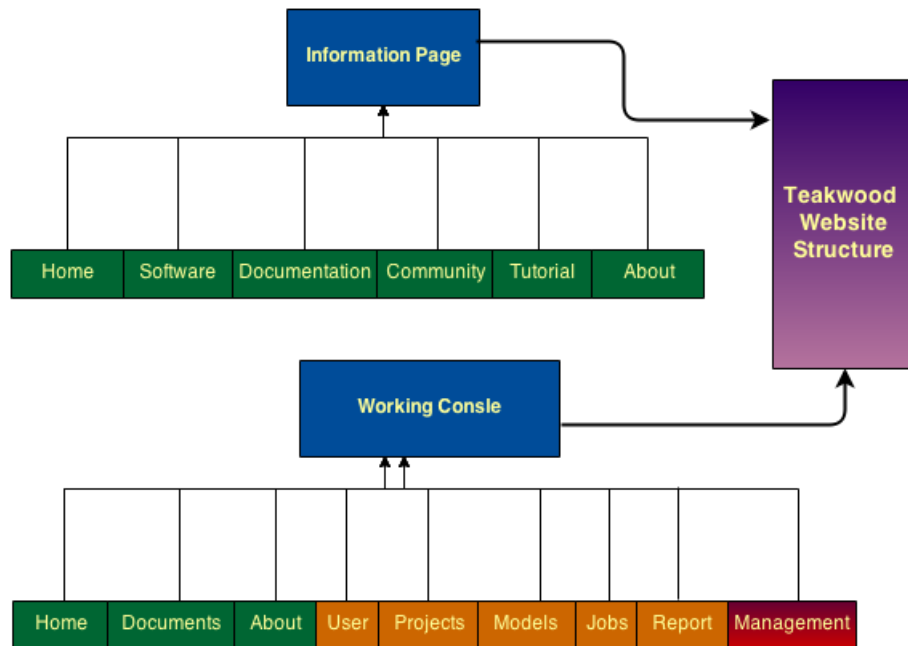 Information Page
Teakwood
Website
Structure
Home Software Documentation Community Tutorial About
Working Consle
Home Documents About User Projects Models Jobs Report Management